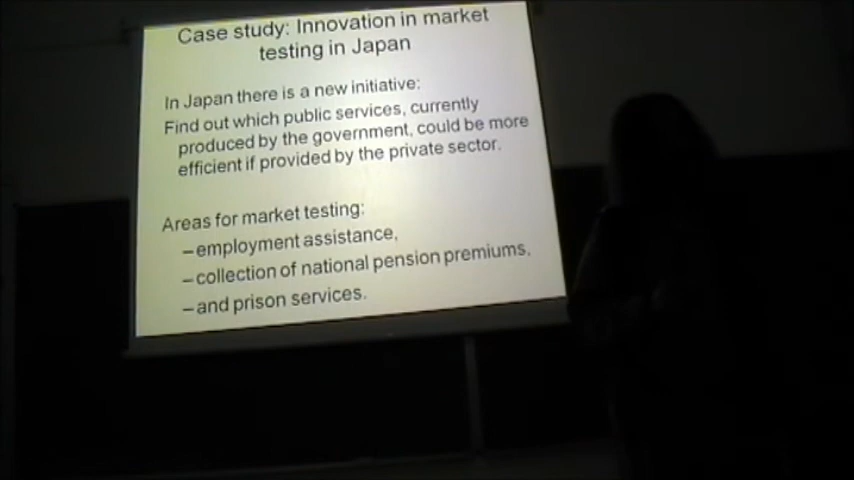 Case study: Innovation in market
testing in Japan
In Japan there is a new initiative:
Find out which public services, currently
produced by the government, could be more
efficient if provided by the private sector.
Areas for market testing:
–employment assistance,
–collection of national pension premiums,
–and prison services.